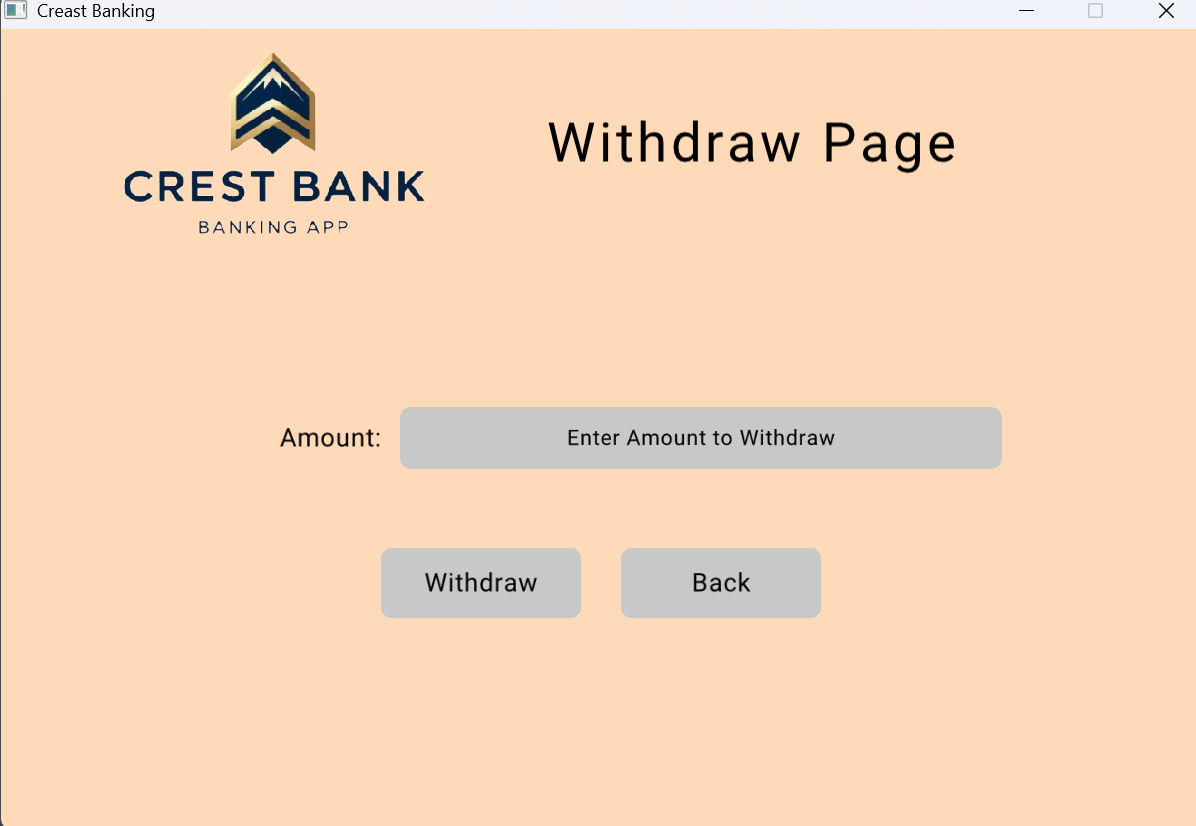 Creast Banking
CREST BANK
BANKING APP
Withdraw Page
Amount:
Enter Amount to Withdraw
Withdraw
Back